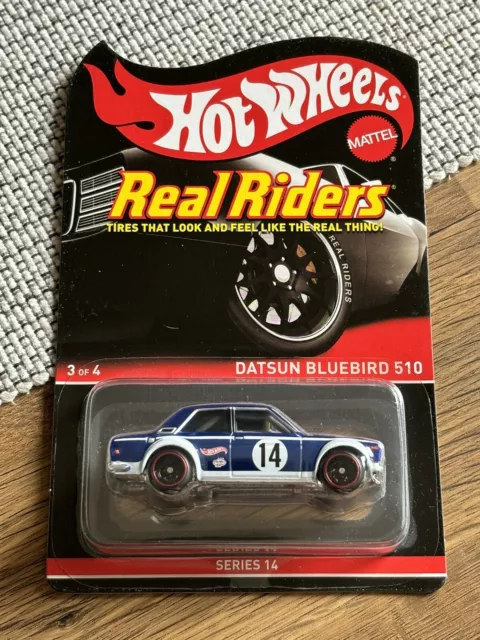 Hot Wheels
MATTEL
®
Real Riders®
TIRES THAT LOOK AND FEEL LIKE THE REAL THING!
REAL RIDERS
3 OF 4
DATSUN BLUEBIRD 510
14
SERIES 14